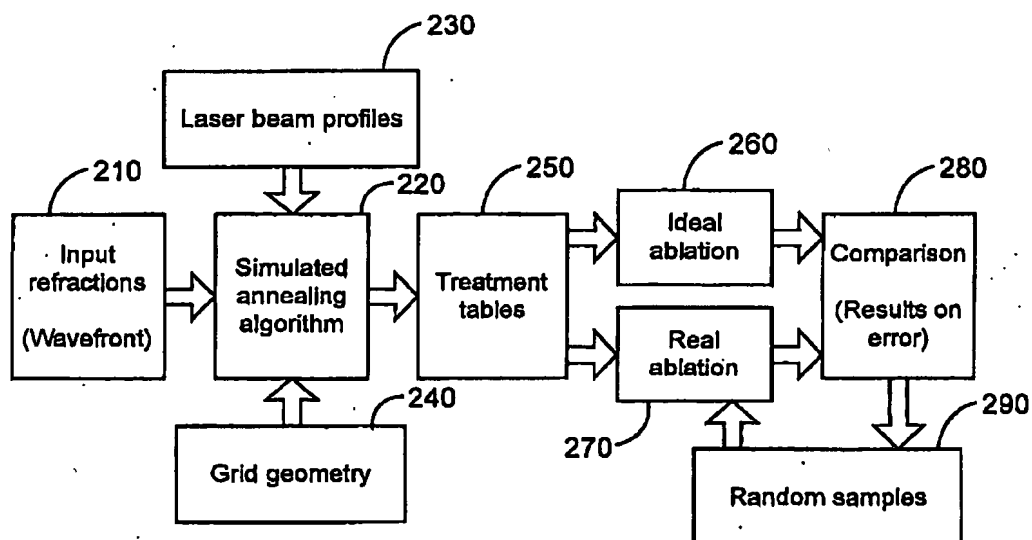 230
Laser beam profiles
210
220
250
260
280
Input
refractions
(Wavefront)
Simulated
annealing
algorithm
Treatment
tables
Ideal
ablation
Comparison
(Results on
error)
Real
ablation
240
270
290
Grid geometry
Random samples